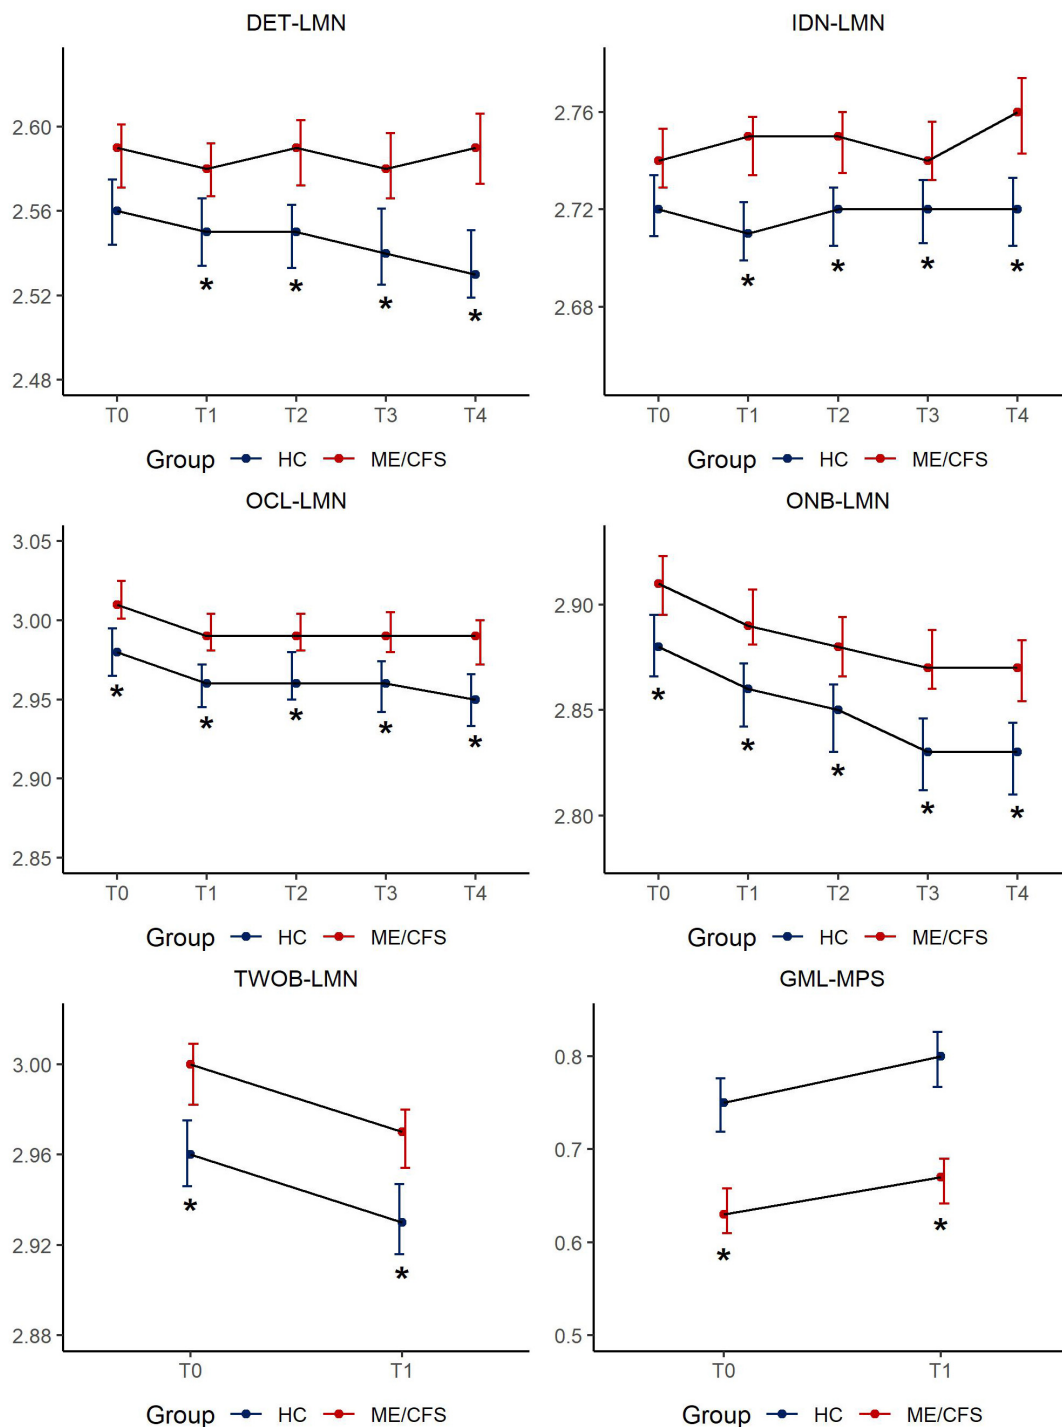 DET-LMN
2.60
2.56
2.52
2.48
* * * *
T0 T1 T2 T3 T4
Group HC ME/CFS
IDN-LMN
2.76
2.72
2.68
* * * *
T0 T1 T2 T3 T4
Group HC ME/CFS
OCL-LMN
3.05
3.00
2.95
2.90
2.85
* * * * *
T0 T1 T2 T3 T4
Group HC ME/CFS
ONB-LMN
2.90
2.85
2.80
* * * * *
T0 T1 T2 T3 T4
Group HC ME/CFS
TWOB-LMN
3.00
2.96
2.92
2.88
* *
T0 T1
Group HC ME/CFS
GML-MPS
0.8
0.7
0.6
0.5
* *
T0 T1
Group HC ME/CFS